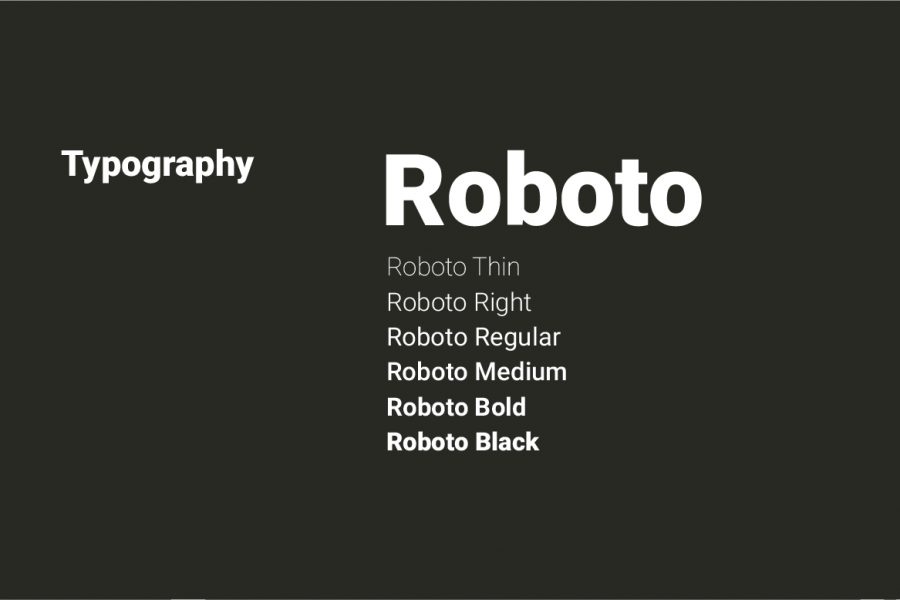 Typography
Roboto
Roboto Thin
Roboto Right
Roboto Regular
Roboto Medium
Roboto Bold
Roboto Black